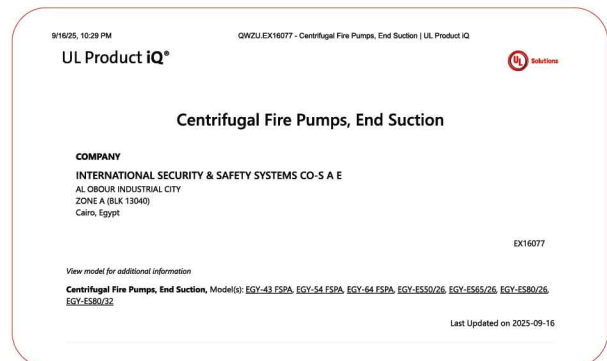 9/16/25, 10:29 PM
QWZU.EX16077 - Centrifugal Fire Pumps, End Suction | UL Product iQ
UL Product iQ®
UL Solutions
Centrifugal Fire Pumps, End Suction
COMPANY
INTERNATIONAL SECURITY & SAFETY SYSTEMS CO-S A E
AL OBOUR INDUSTRIAL CITY
ZONE A (BLK 13040)
Cairo, Egypt
EX16077
View model for additional information
Centrifugal Fire Pumps, End Suction, Model(s): EGY-43 FSPA, EGY-54 FSPA, EGY-64 FSPA, EGY-ES50/26, EGY-ES65/26, EGY-ES80/26,
EGY-ES80/32
Last Updated on 2025-09-16